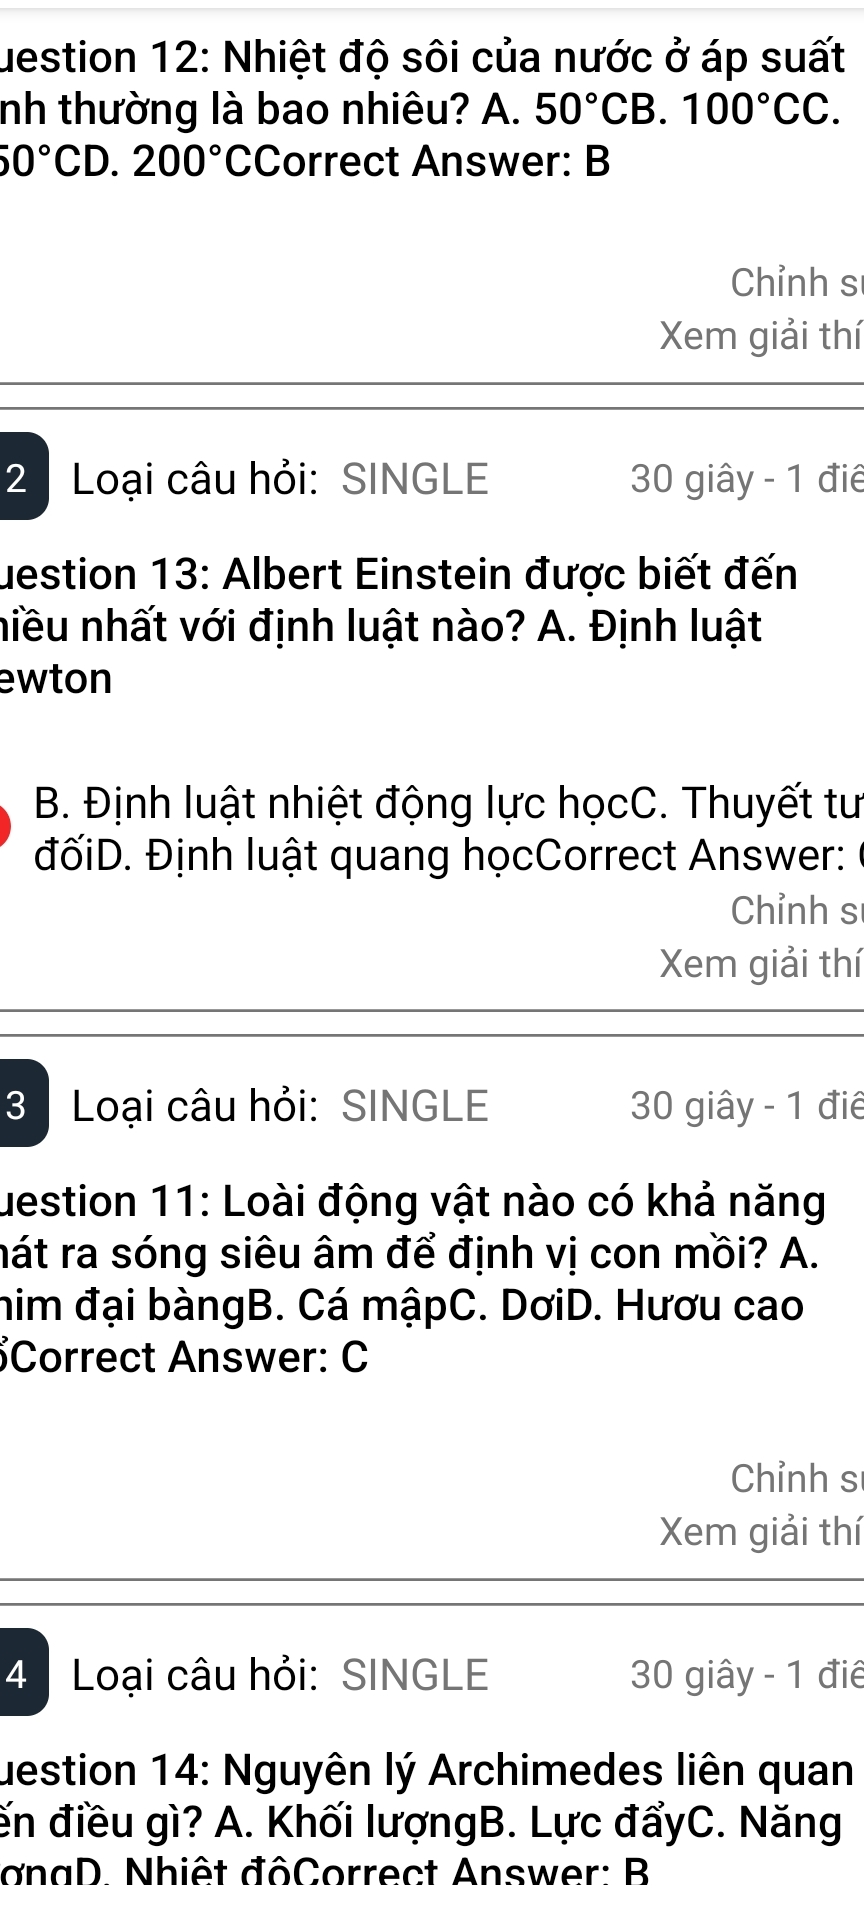 uestion 12: Nhiệt độ sôi của nước ở áp suất
nh thường là bao nhiêu? A. 50°CB. 100°CC.
50°CD. 200°CCorrect Answer: B
Chỉnh sử
Xem giải thí
2 Loại câu hỏi: SINGLE 30 giây - 1 điể
uestion 13: Albert Einstein được biết đến
hiều nhất với định luật nào? A. Định luật
ewton
B. Định luật nhiệt động lực họcC. Thuyết tư
đốiD. Định luật quang họcCorrect Answer: C
Chỉnh sử
Xem giải thí
3 Loại câu hỏi: SINGLE 30 giây - 1 điể
uestion 11: Loài động vật nào có khả năng
hát ra sóng siêu âm để định vị con mồi? A.
him đại bàngB. Cá mậpC. DơiD. Hươu cao
ổCorrect Answer: C
Chỉnh sử
Xem giải thí
4 Loại câu hỏi: SINGLE 30 giây - 1 điể
uestion 14: Nguyên lý Archimedes liên quan
ến điều gì? A. Khối lượngB. Lực đẩyC. Năng
ượngD. Nhiệt độCorrect Answer: B